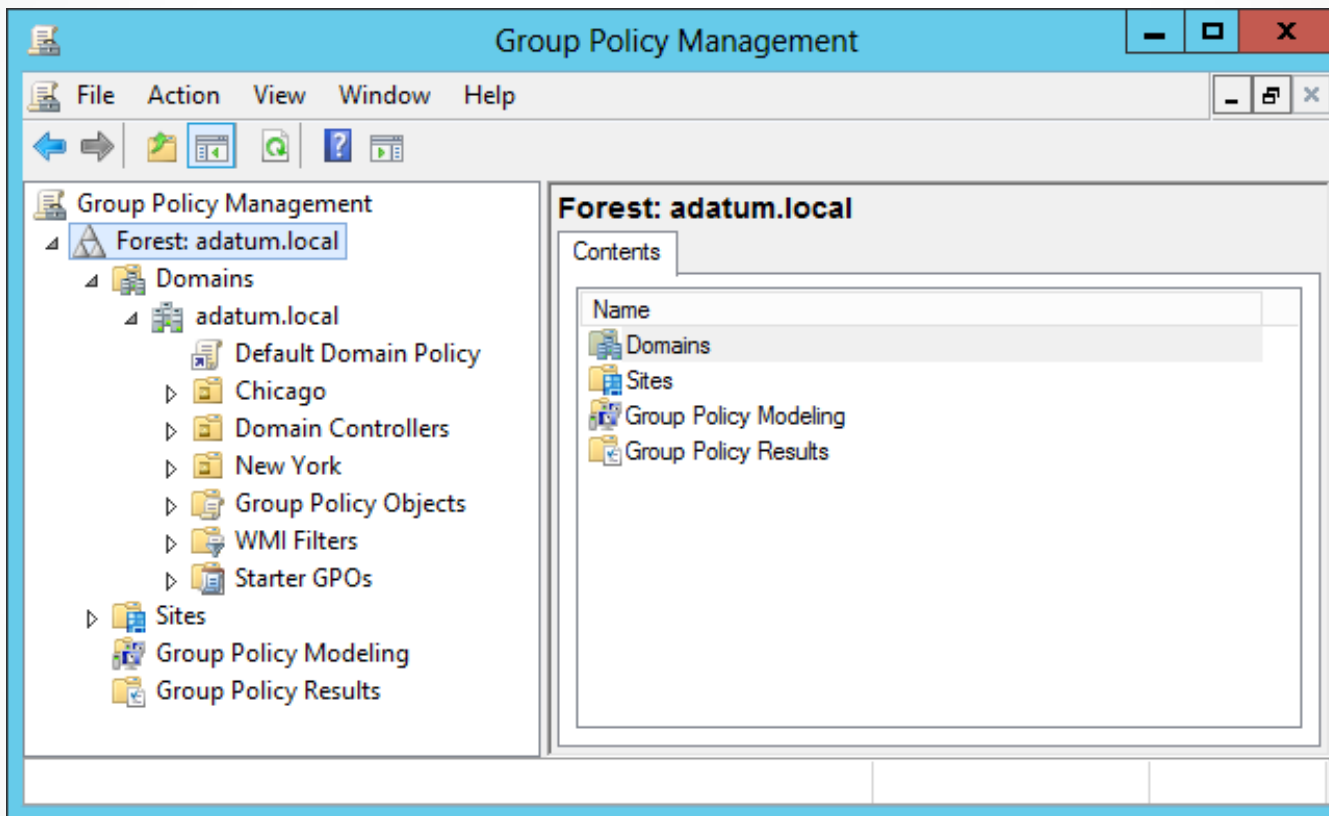 Group Policy Management
File Action View Window Help
Group Policy Management
Forest: adatum.local
Domains
adatum.local
Default Domain Policy
Chicago
Domain Controllers
New York
Group Policy Objects
WMI Filters
Starter GPOs
Sites
Group Policy Modeling
Group Policy Results
Forest: adatum.local
Contents
Name
Domains
Sites
Group Policy Modeling
Group Policy Results